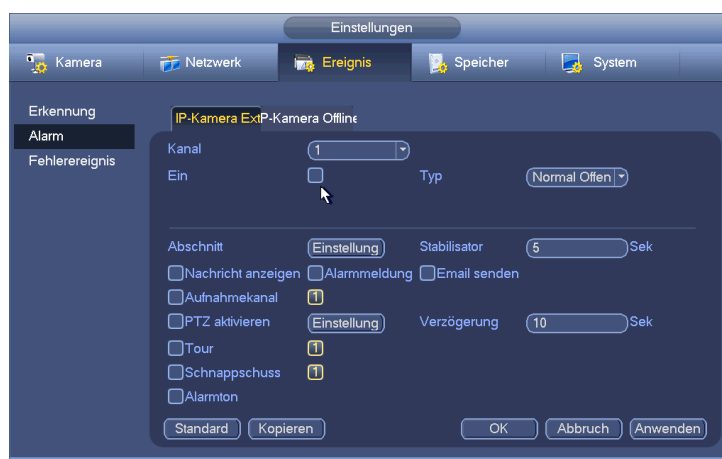 Einstellungen
Kamera Netzwerk Ereignis Speicher System
Erkennung
Alarm
Fehlerereignis
IP-Kamera Ext P-Kamera Offline
Kanal 1
Ein Typ Normal Offen
Abschnitt Einstellung Stabilisator 5 Sek
Nachricht anzeigen Alarmmeldung Email senden
Aufnahmekanal 1
PTZ aktivieren Einstellung Verzögerung 10 Sek
Tour 1
Schnappschuss 1
Alarmton
Standard Kopieren OK Abbruch Anwenden